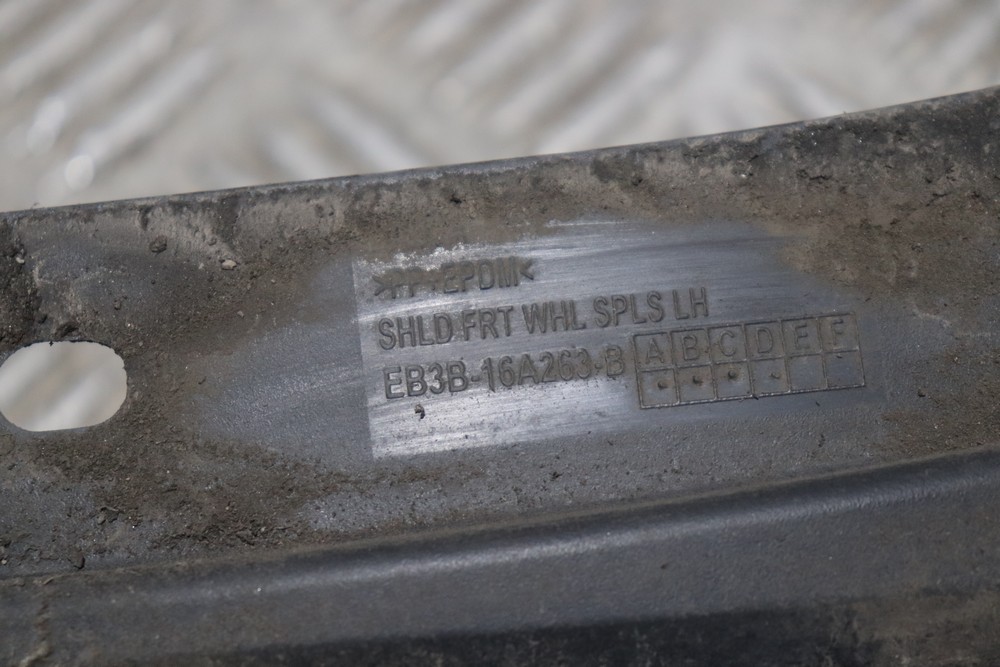 >PP+EPDM<
SHLD.FRT WHL SPLS LH
EB3B-16A263-B
A B C D E F